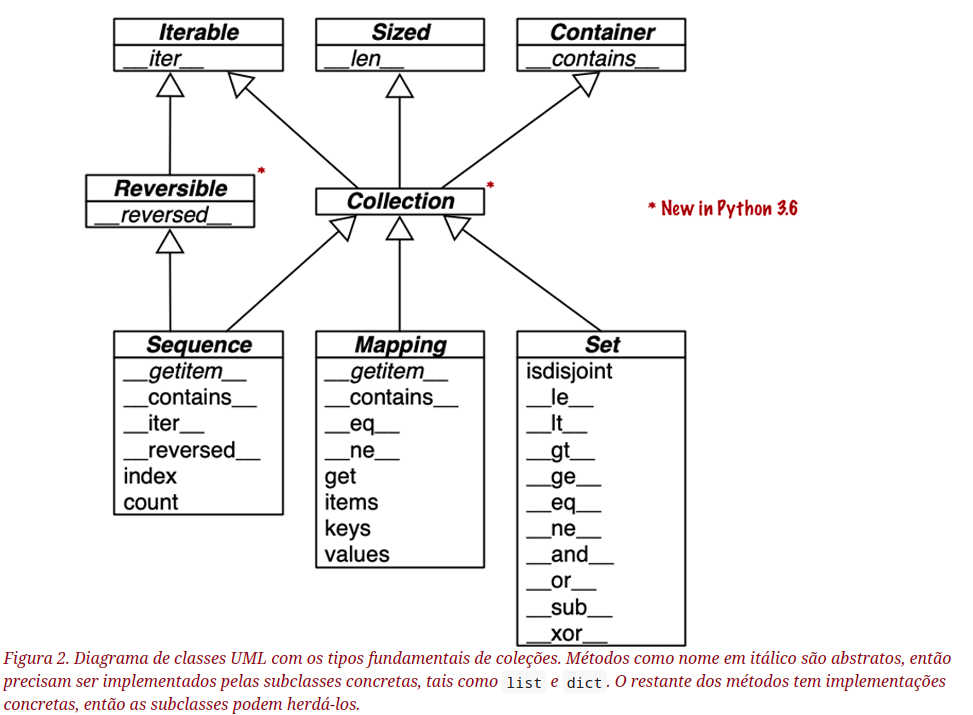 Iterable
__iter__
Sized
__len__
Container
__contains__
Reversible
__reversed__
*
Collection
*
* New in Python 3.6
Sequence
__getitem__
__contains__
__iter__
__reversed__
index
count
Mapping
__getitem__
__contains__
__eq__
__ne__
get
items
keys
values
Set
isdisjoint
__le__
__lt__
__gt__
__ge__
__eq__
__ne__
__and__
__or__
__sub__
__xor__
Figura 2. Diagrama de classes UML com os tipos fundamentais de coleções. Métodos como nome em itálico são abstratos, então
precisam ser implementados pelas subclasses concretas, tais como list e dict. O restante dos métodos tem implementações
concretas, então as subclasses podem herdá-los.